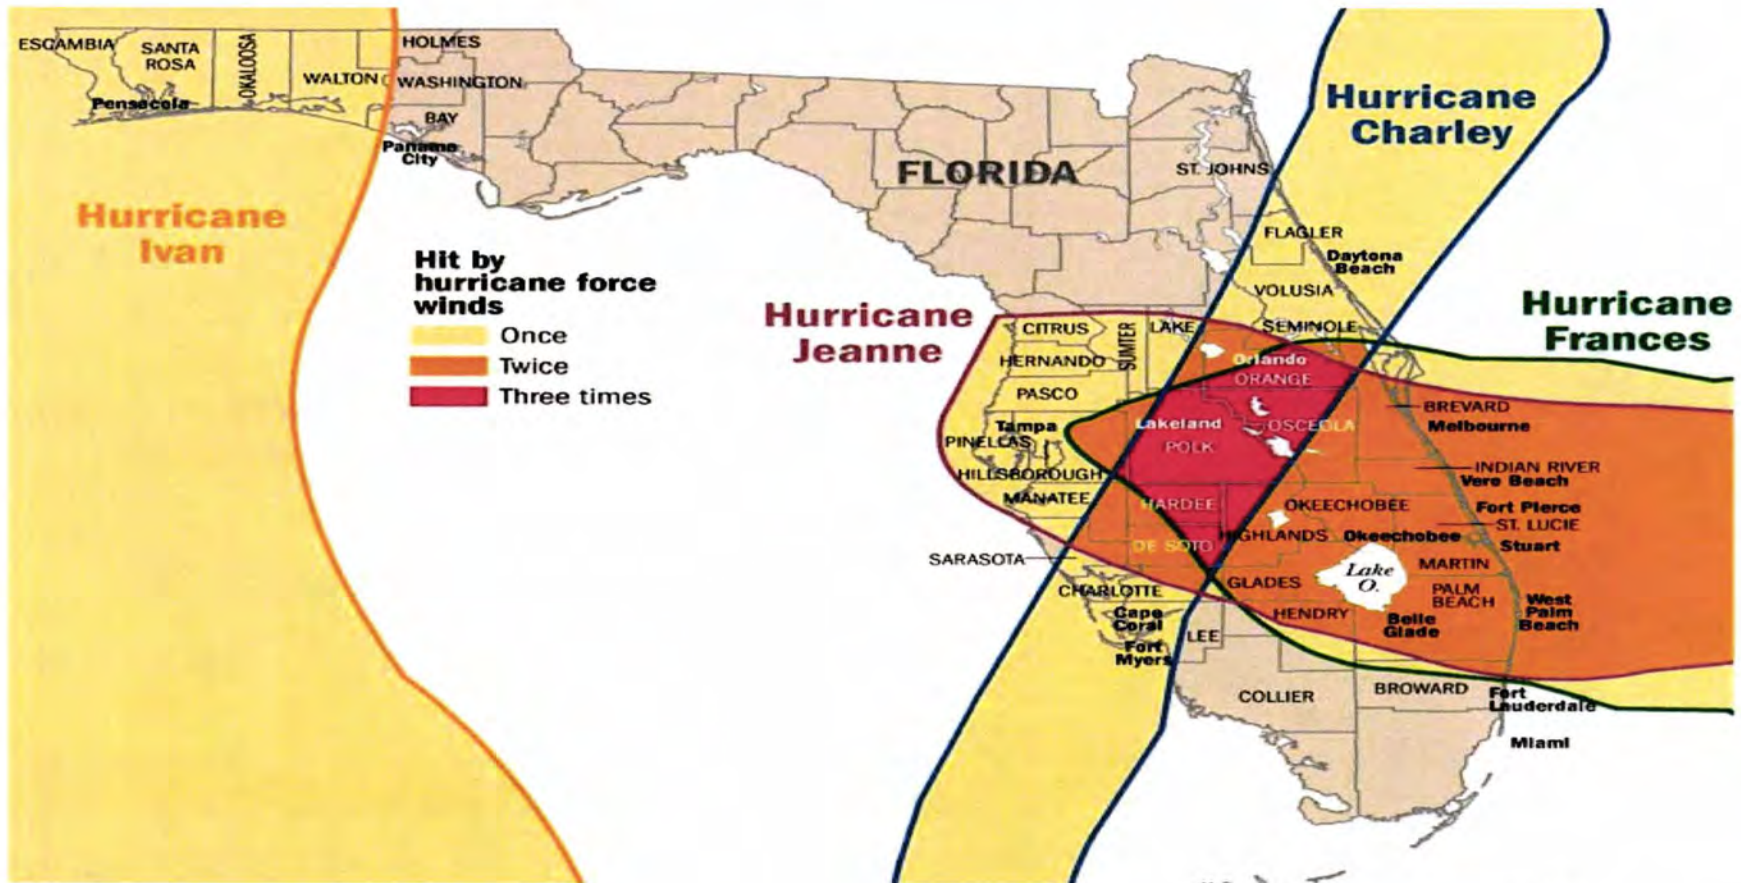 ESCAMBIA
SANTA
ROSA
OKALOOSA
WALTON
HOLMES
WASHINGTON
Pensacola
BAY
Panama
City
Hurricane
Ivan
FLORIDA
ST. JOHNS
Hurricane
Charley
FLAGLER
Daytona
Beach
VOLUSIA
Hit by
hurricane force
winds
Once
Twice
Three times
Hurricane
Jeanne
Hurricane
Frances
CITRUS
SUMTER
LAKE
SEMINOLE
HERNANDO
Orlando
ORANGE
PASCO
Tampa
PINELLAS
Lakeland
POLK
OSCEOLA
BREVARD
Melbourne
HILLSBOROUGH
MANATEE
INDIAN RIVER
Vero Beach
HARDEE
OKEECHOBEE
Fort Pierce
ST. LUCIE
DE SOTO
HIGHLANDS
Okeechobee
Stuart
SARASOTA
Lake
O.
MARTIN
CHARLOTTE
GLADES
PALM
BEACH
West
Palm
Beach
Cape
Coral
HENDRY
Belle
Glade
LEE
Fort
Myers
COLLIER
BROWARD
Fort
Lauderdale
Miami